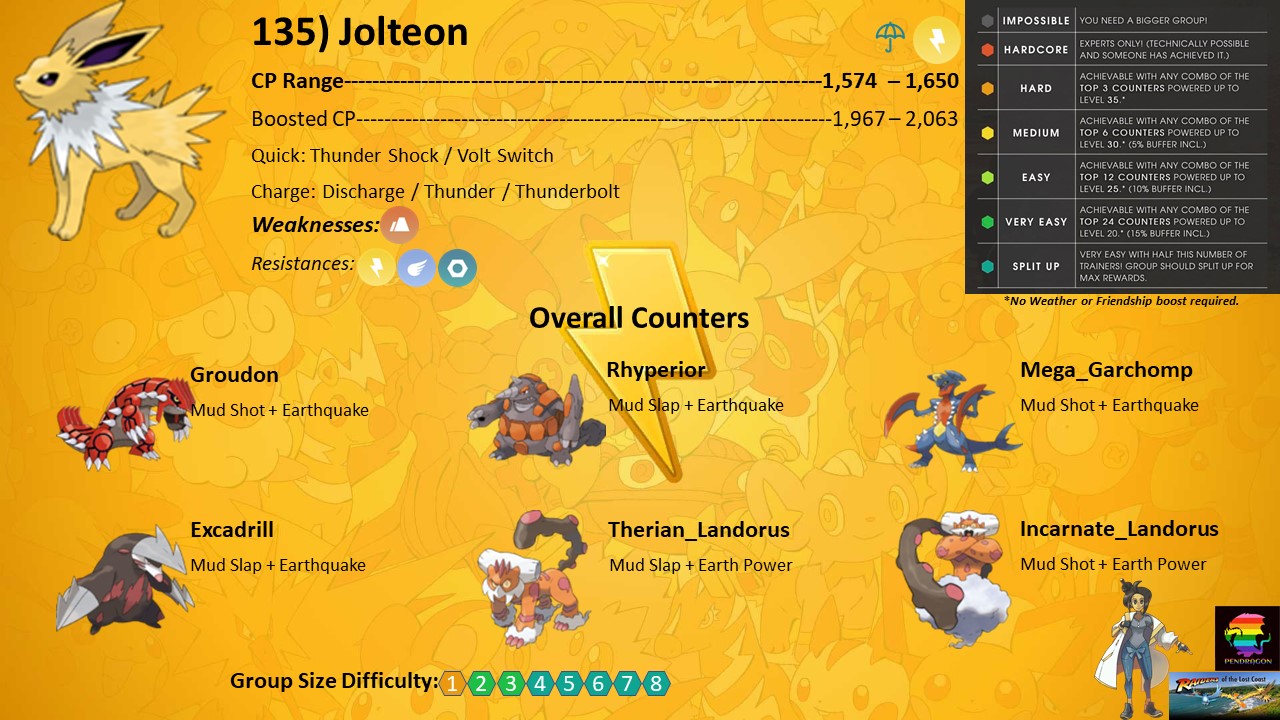 135) Jolteon
CP Range----------------------------------------------------------------------1,574 – 1,650
Boosted CP----------------------------------------------------------------------1,967 – 2,063
Quick: Thunder Shock / Volt Switch
Charge: Discharge / Thunder / Thunderbolt
Weaknesses:
Resistances:
IMPOSSIBLE YOU NEED A BIGGER GROUP!
HARDCORE EXPERTS ONLY! (TECHNICALLY POSSIBLE
AND SOMEONE HAS ACHIEVED IT.)
HARD ACHIEVABLE WITH ANY COMBO OF THE
TOP 3 COUNTERS POWERED UP TO
LEVEL 35.*
MEDIUM ACHIEVABLE WITH ANY COMBO OF THE
TOP 6 COUNTERS POWERED UP TO
LEVEL 30.* (5% BUFFER INCL.)
EASY ACHIEVABLE WITH ANY COMBO OF THE
TOP 12 COUNTERS POWERED UP TO
LEVEL 25.* (10% BUFFER INCL.)
VERY EASY ACHIEVABLE WITH ANY COMBO OF THE
TOP 24 COUNTERS POWERED UP TO
LEVEL 20.* (15% BUFFER INCL.)
SPLIT UP VERY EASY WITH HALF THIS NUMBER OF
TRAINERS! GROUP SHOULD SPLIT UP FOR
MAX REWARDS.
*No Weather or Friendship boost required.
Overall Counters
Groudon
Mud Shot + Earthquake
Rhyperior
Mud Slap + Earthquake
Mega_Garchomp
Mud Shot + Earthquake
Excadrill
Mud Slap + Earthquake
Therian_Landorus
Mud Slap + Earth Power
Incarnate_Landorus
Mud Shot + Earth Power
Group Size Difficulty: 1 2 3 4 5 6 7 8
PENDRAGON
RAIDERS of the Lost Coast